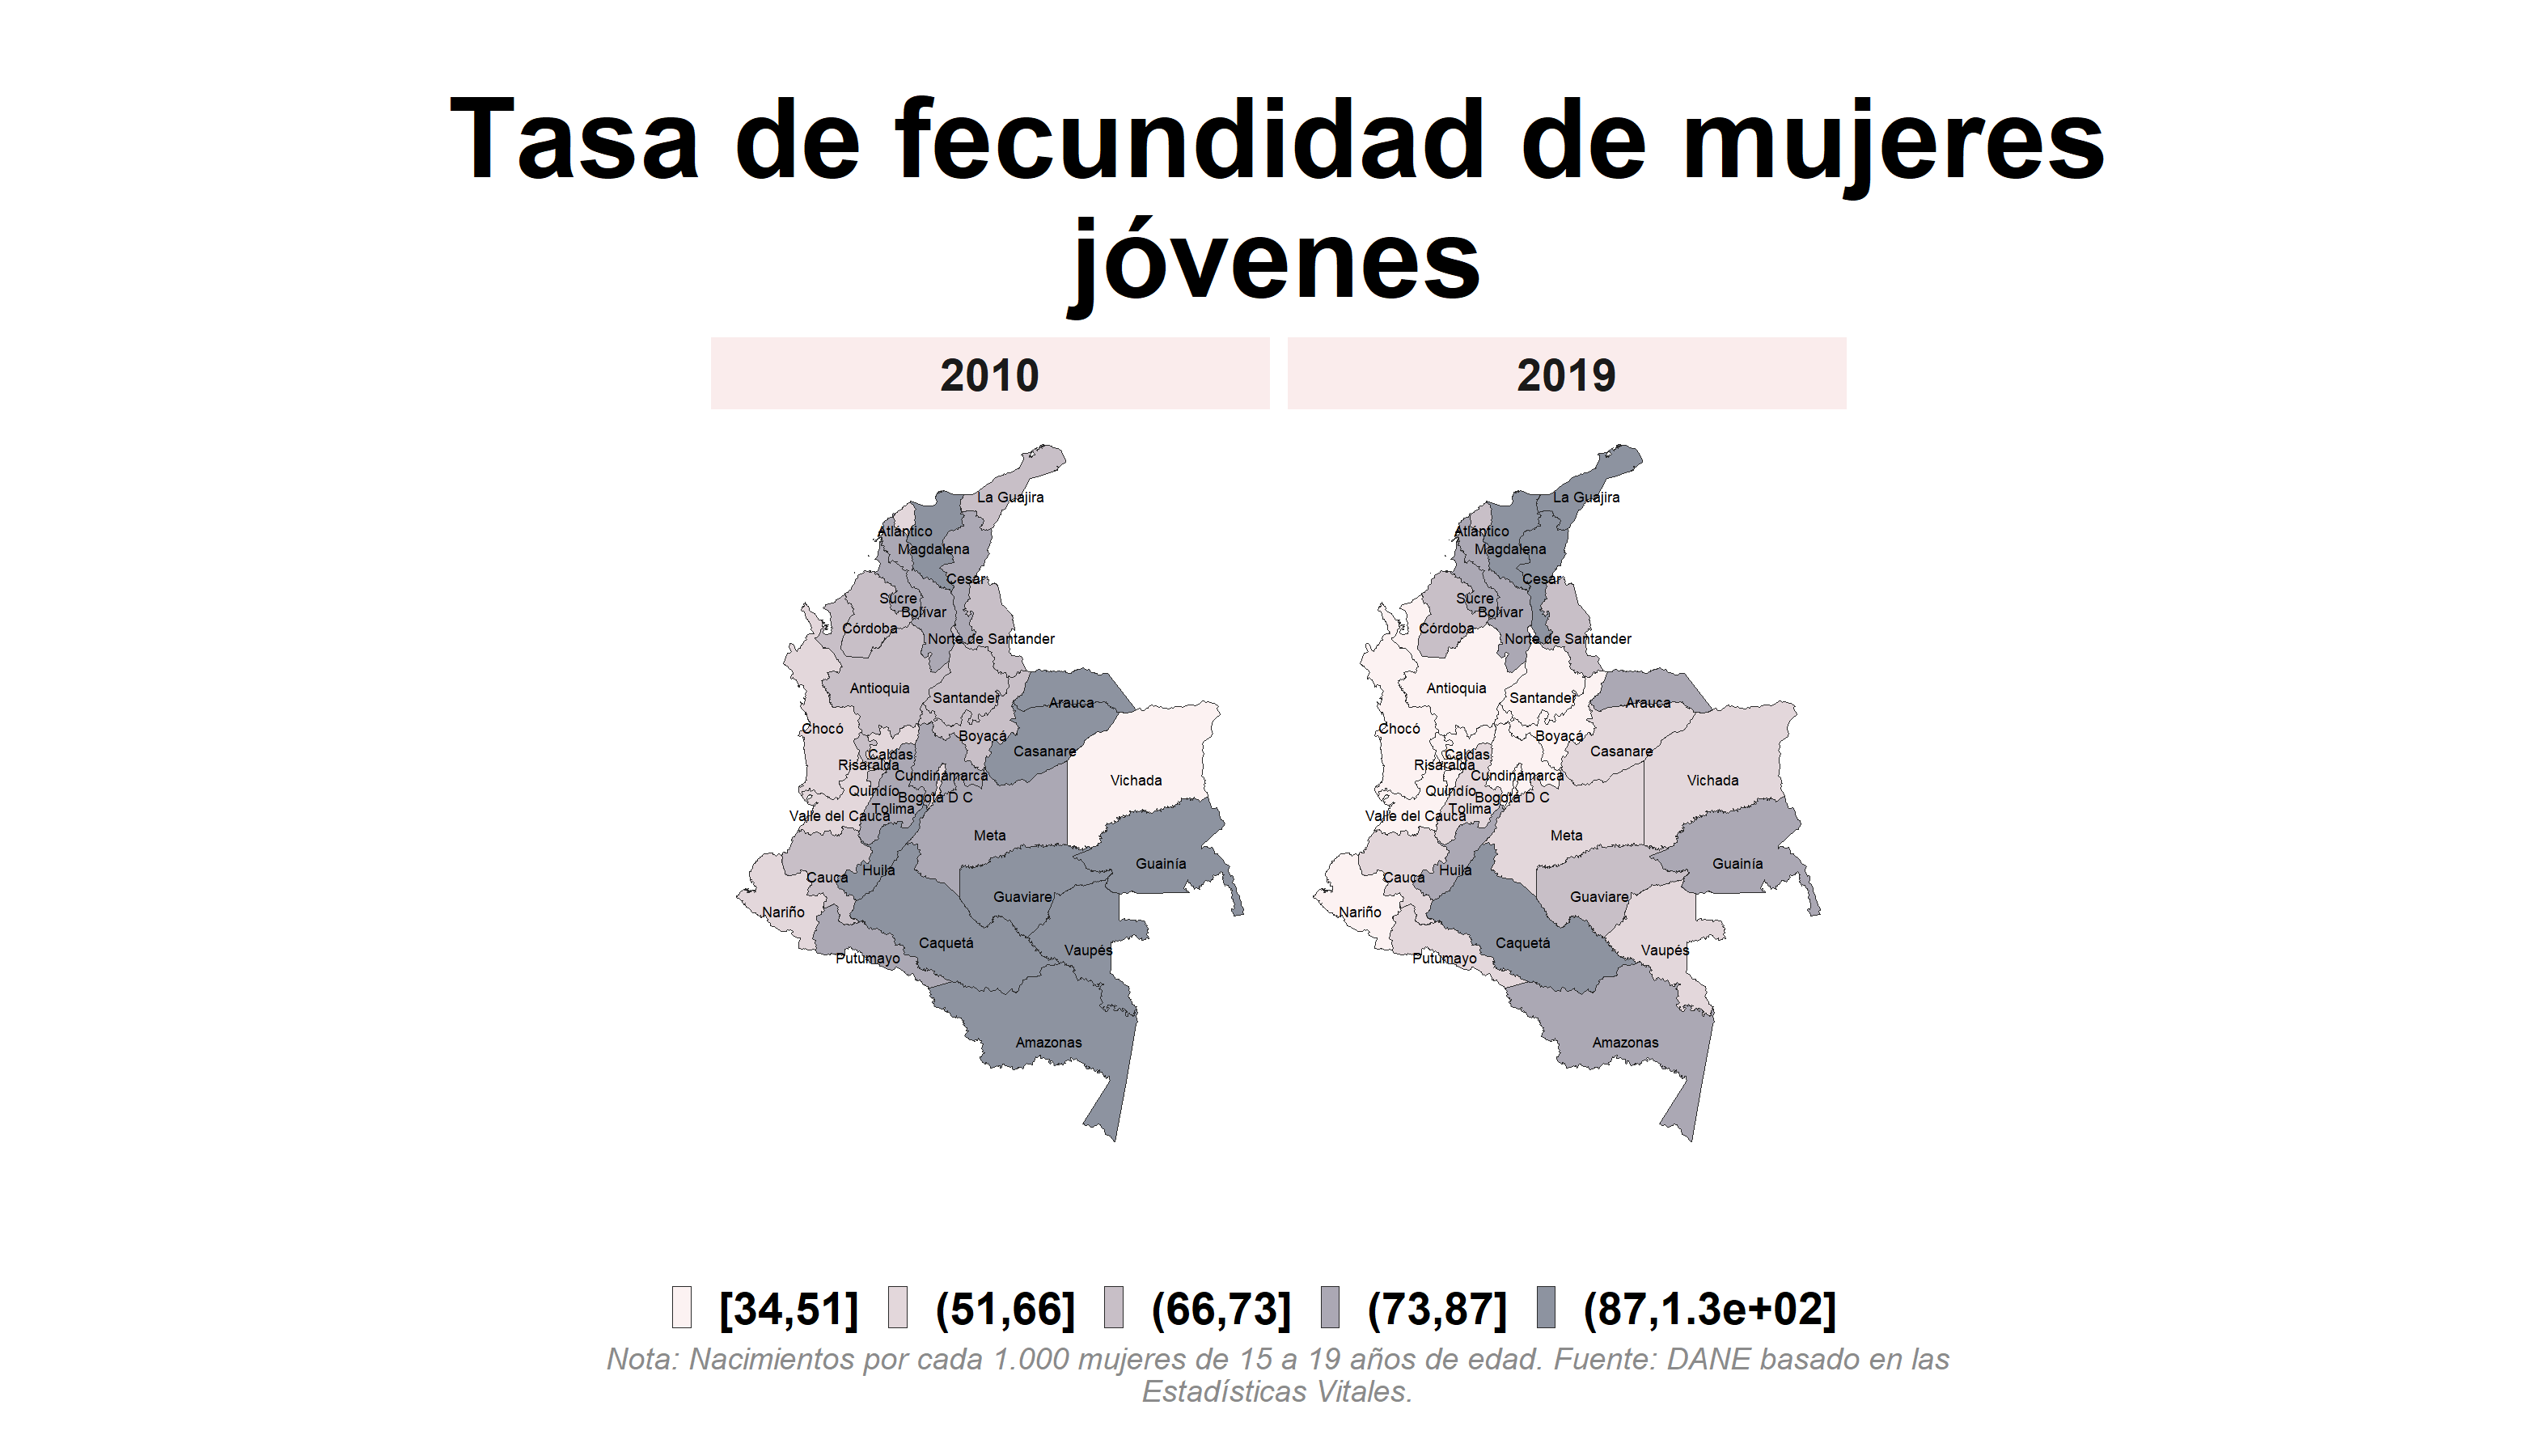 Tasa de fecundidad de mujeres
jóvenes
2010
2019
La Guajira
Atlántico
Magdalena
Cesar
Sucre
Bolívar
Córdoba
Norte de Santander
Antioquia
Santander
Arauca
Chocó
Boyacá
Casanare
Caldas
Risaralda
Cundinamarca
Vichada
Quindío
Bogotá D C
Tolima
Valle del Cauca
Meta
Guainía
Huila
Cauca
Guaviare
Nariño
Caquetá
Vaupés
Putumayo
Amazonas
La Guajira
Atlántico
Magdalena
Cesar
Sucre
Bolívar
Córdoba
Norte de Santander
Antioquia
Santander
Arauca
Chocó
Boyacá
Casanare
Caldas
Risaralda
Cundinamarca
Vichada
Quindío
Bogotá D C
Tolima
Valle del Cauca
Meta
Guainía
Huila
Cauca
Guaviare
Nariño
Caquetá
Vaupés
Putumayo
Amazonas
[34,51] (51,66] (66,73] (73,87] (87,1.3e+02]
Nota: Nacimientos por cada 1.000 mujeres de 15 a 19 años de edad. Fuente: DANE basado en las
Estadísticas Vitales.